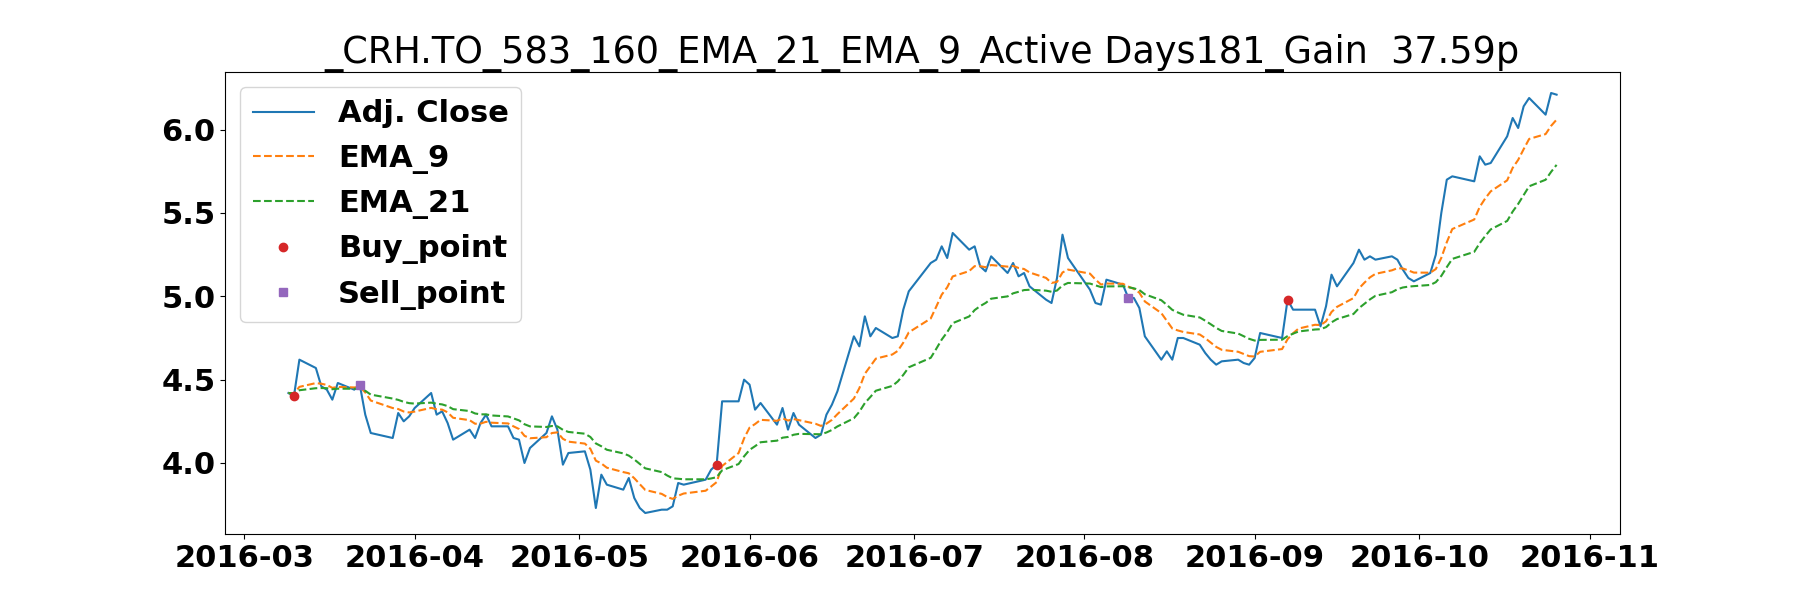 _CRH.TO_583_160_EMA_21_EMA_9_Active Days181_Gain  37.59p
Adj. Close
EMA_9
EMA_21
Buy_point
Sell_point
6.0
5.5
5.0
4.5
4.0
2016-03 2016-04 2016-05 2016-06 2016-07 2016-08 2016-09 2016-10 2016-11